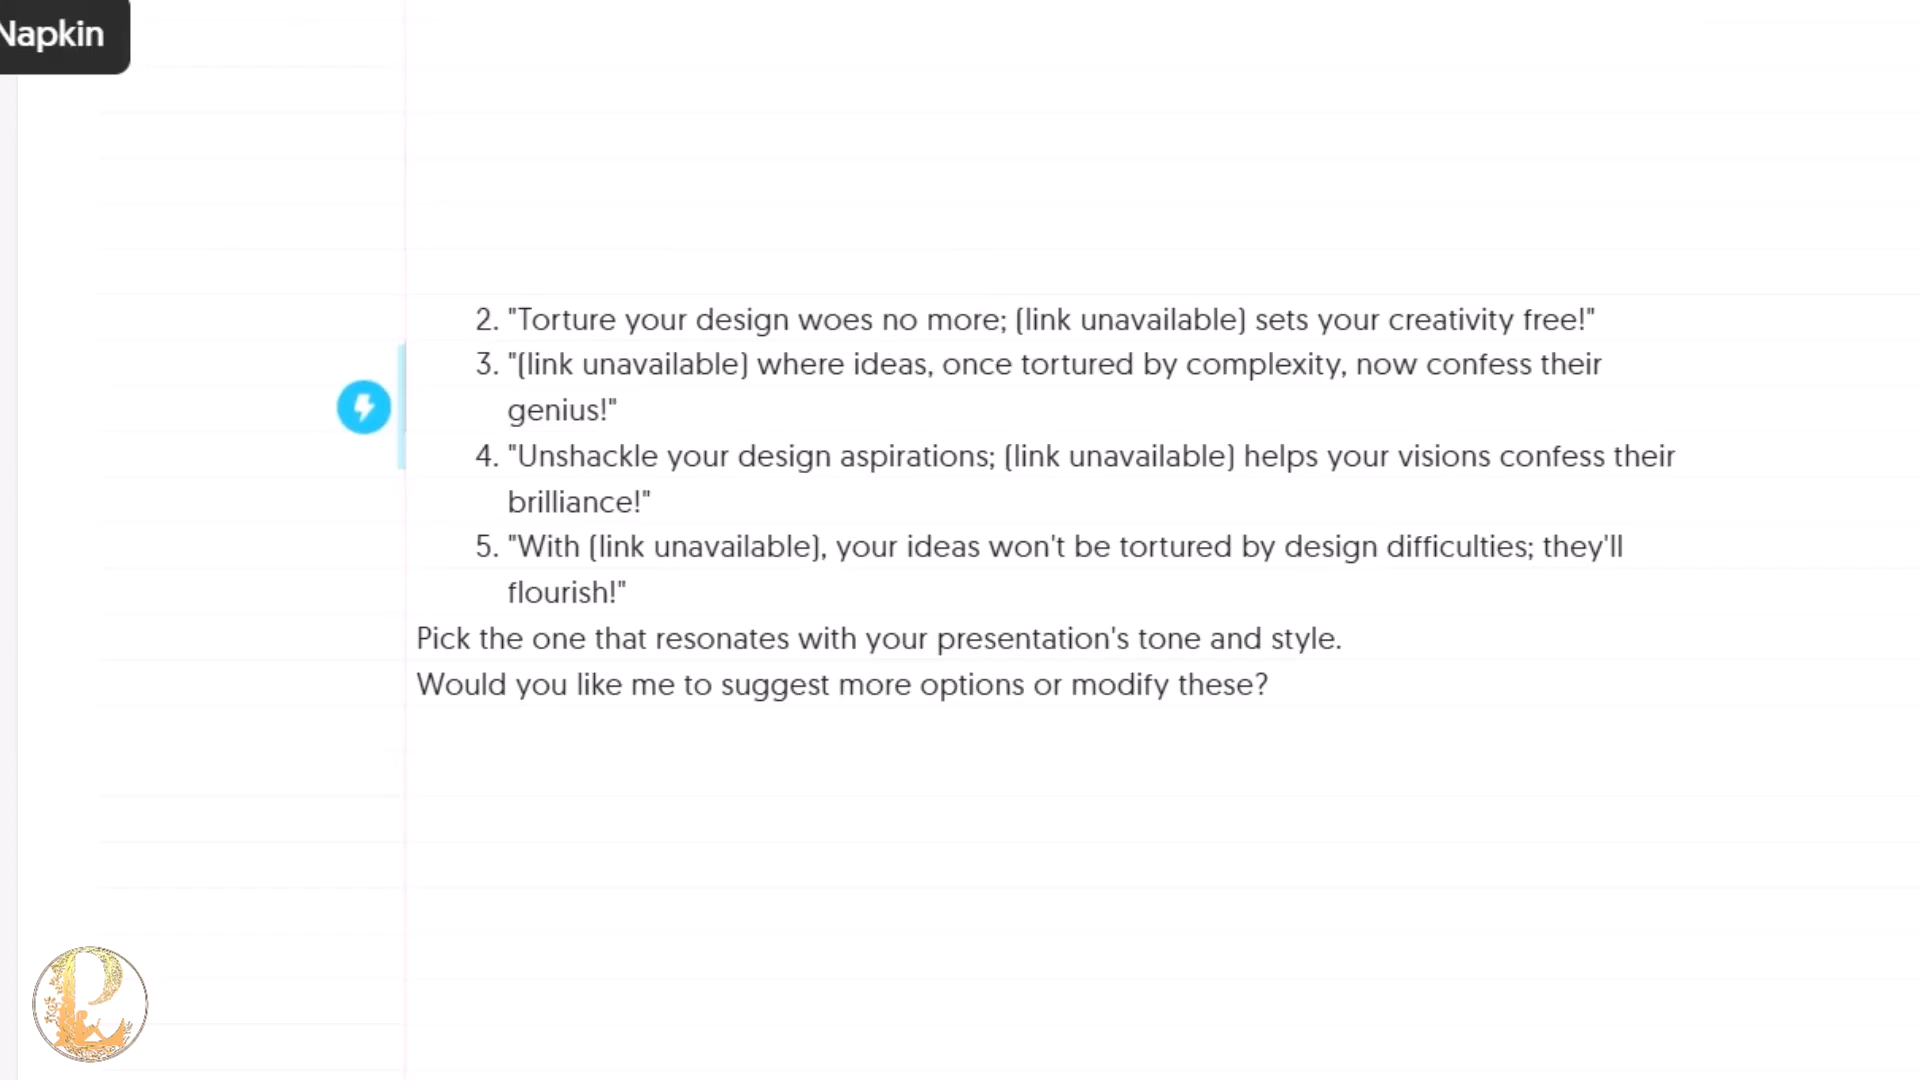 Napkin
2. "Torture your design woes no more; (link unavailable) sets your creativity free!"
3. "(link unavailable) where ideas, once tortured by complexity, now confess their
genius!"
4. "Unshackle your design aspirations; (link unavailable) helps your visions confess their
brilliance!"
5. "With (link unavailable), your ideas won't be tortured by design difficulties; they'll
flourish!"
Pick the one that resonates with your presentation's tone and style.
Would you like me to suggest more options or modify these?